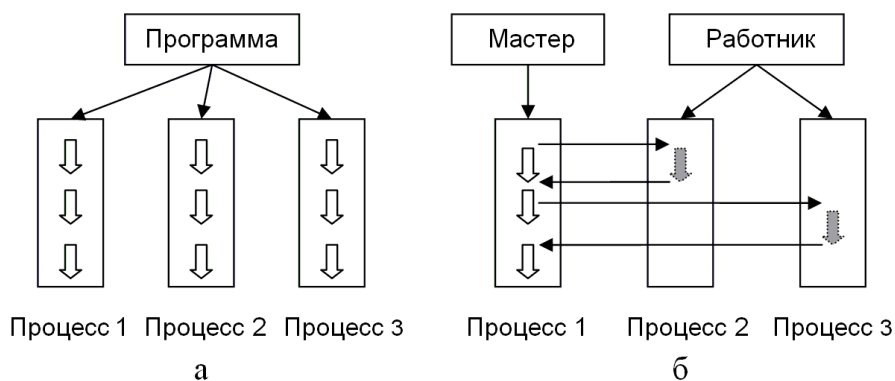 Программа
Мастер
Работник
Процесс 1
Процесс 2
Процесс 3
Процесс 1
Процесс 2
Процесс 3
а
б